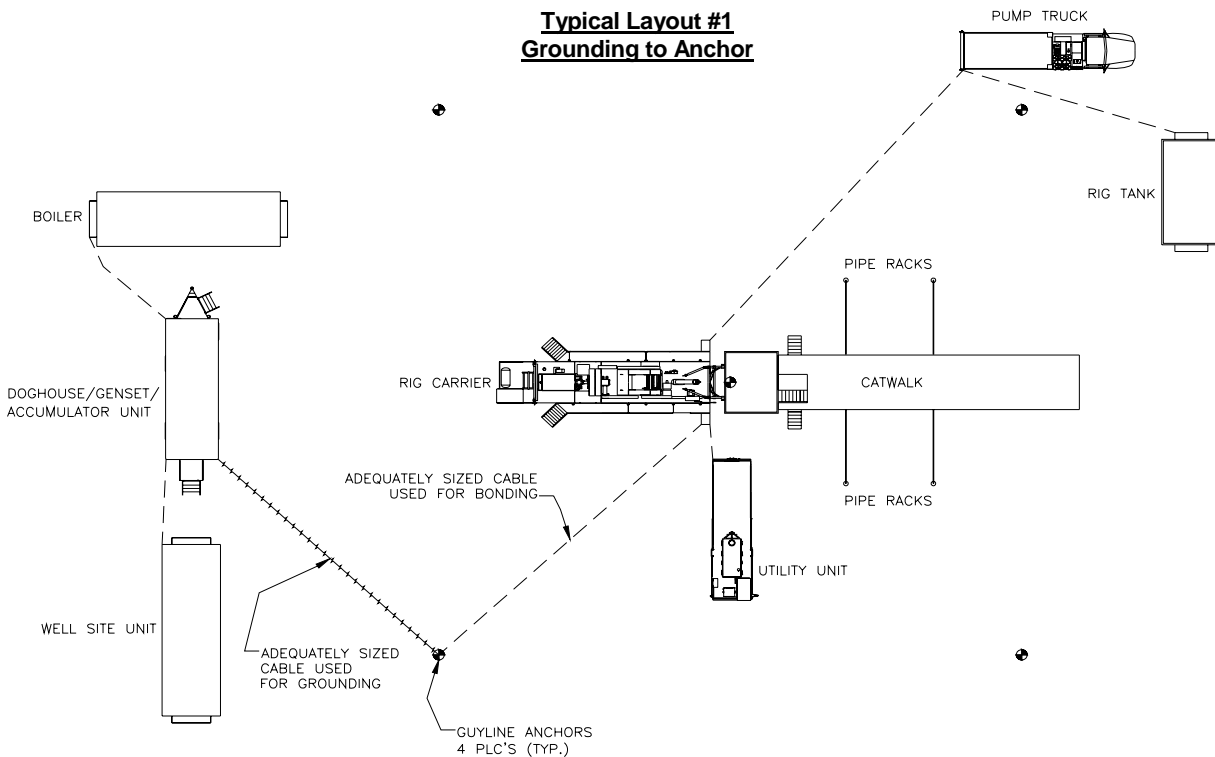 Typical Layout #1
Grounding to Anchor
PUMP TRUCK
BOILER
RIG TANK
PIPE RACKS
RIG CARRIER
CATWALK
DOGHOUSE/GENSET/
ACCUMULATOR UNIT
ADEQUATELY SIZED CABLE
USED FOR BONDING
PIPE RACKS
UTILITY UNIT
WELL SITE UNIT
ADEQUATELY SIZED
CABLE USED
FOR GROUNDING
GUYLINE ANCHORS
4 PLC'S (TYP.)